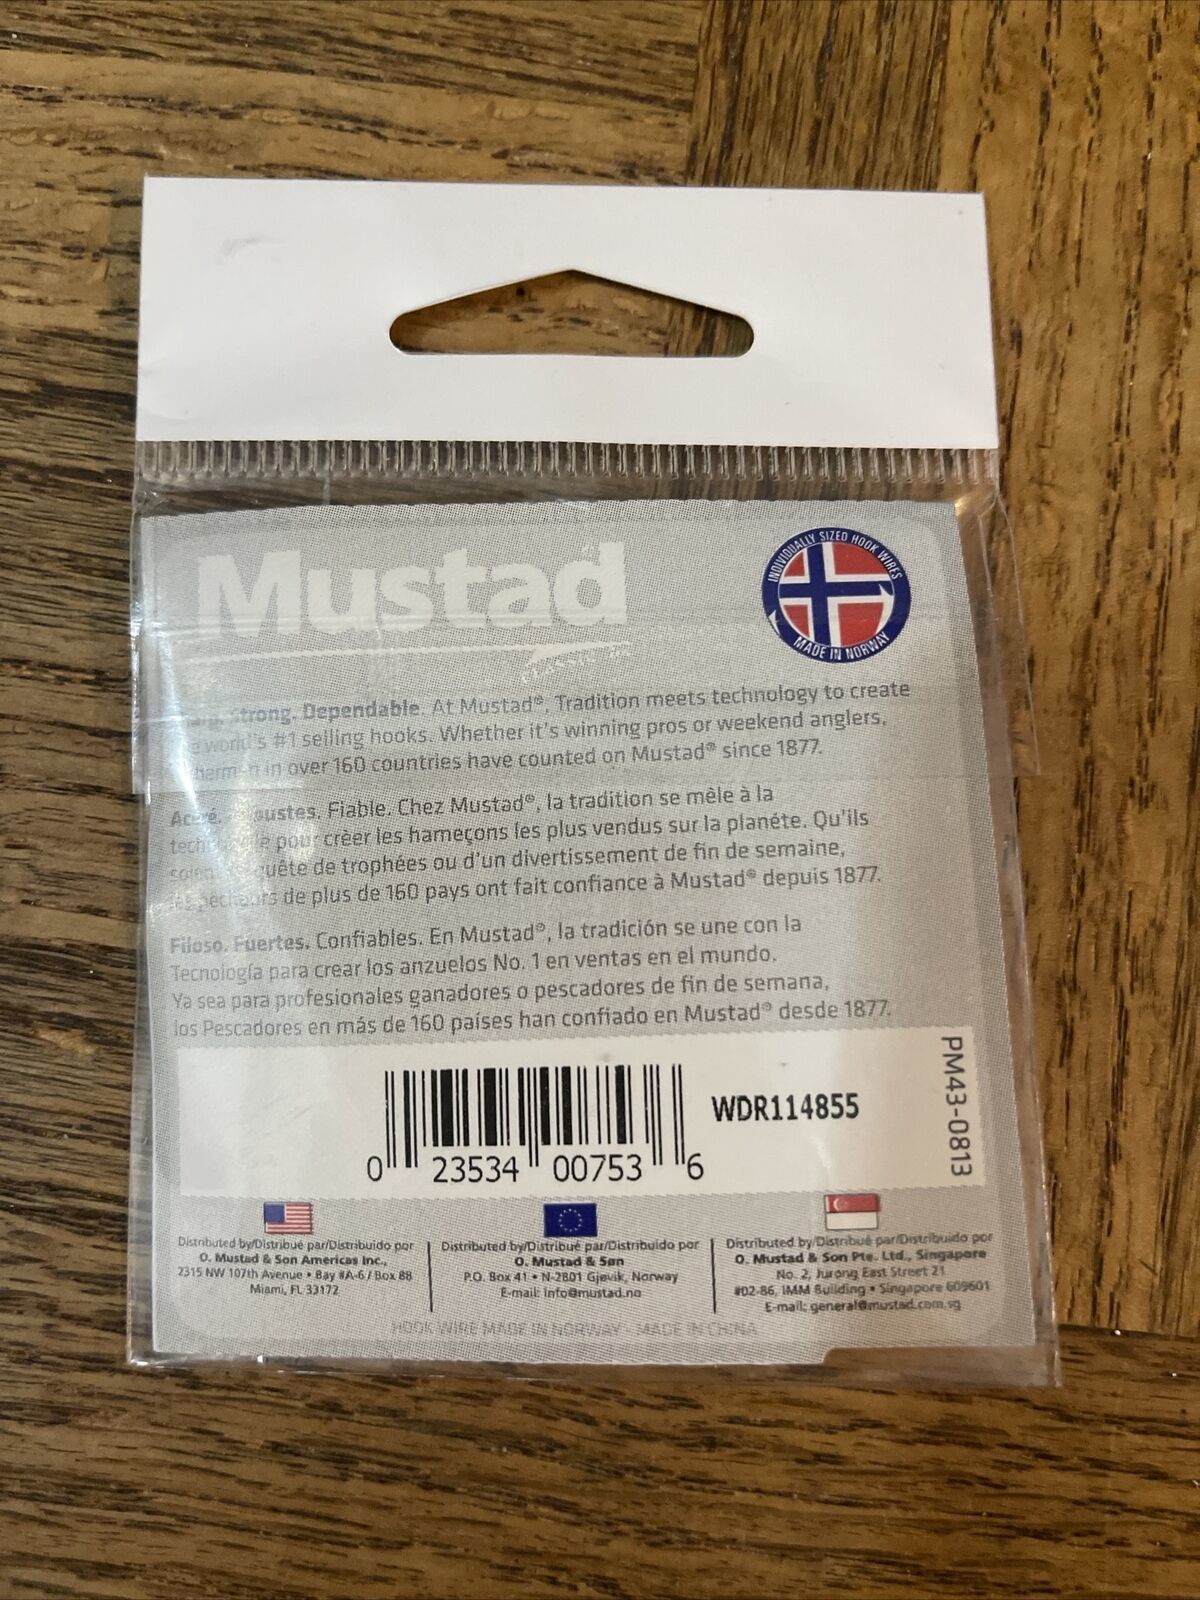 Mustad
INDIVIDUALLY SIZED HOOK WIRES
MADE IN NORWAY
Strong. Dependable. At Mustad®, Tradition meets technology to create
world's #1 selling hooks. Whether it's winning pros or weekend anglers,
in over 160 countries have counted on Mustad® since 1877.
Fiable. Chez Mustad®, la tradition se mêle à la
pour créer les hameçons les plus vendus sur la planéte. Qu'ils
quête de trophées ou d'un divertissement de fin de semaine,
les pêcheurs de plus de 160 pays ont fait confiance à Mustad® depuis 1877.
Filoso. Fuertes. Confiables. En Mustad®, la tradición se une con la
Tecnología para crear los anzuelos No. 1 en ventas en el mundo.
Ya sea para profesionales ganadores o pescadores de fin de semana,
los Pescadores en más de 160 países han confiado en Mustad® desde 1877.
PM43-0813
WDR114855
0 23534 00753 6
Distributed by/Distribué par/Distribuido por
O. Mustad & Son Americas Inc.,
2315 NW 107th Avenue • Bay #A-6 / Box 88
Miami, FL 33172
Distributed by/Distribué par/Distribuido por
O. Mustad & Søn
P.O. Box 41 • N-2801 Gjøvik, Norway
E-mail: info@mustad.no
Distributed by/Distribué par/Distribuido por
O. Mustad & Son Pte. Ltd., Singapore
No. 2, Jurong East Street 21
#02-86, IMM Building • Singapore 609601
E-mail: general@mustad.com.sg
HOOK WIRE MADE IN NORWAY - MADE IN CHINA